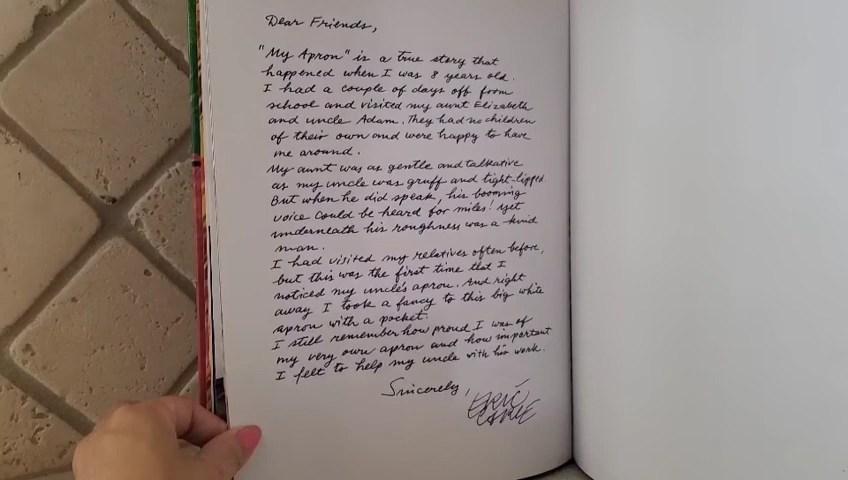 Dear Friends,
"My Apron" is a true story that
happened when I was 8 years old.
I had a couple of days off from
school and visited my aunt Elizabeth
and uncle Adam. They had no children
of their own and were happy to have
me around.
My aunt was as gentle and talkative
as my uncle was gruff and tight-lipped
But when he did speak, his booming
voice could be heard for miles! yet
underneath his roughness was a kind
man.
I had visited my relatives often before,
but this was the first time that I
noticed my uncle's apron. And right
away I took a fancy to this big white
apron with a pocket.
I still remember how proud I was of
my very own apron and how important
I felt to help my uncle with his work.
Sincerely,
ERIC
CARLE